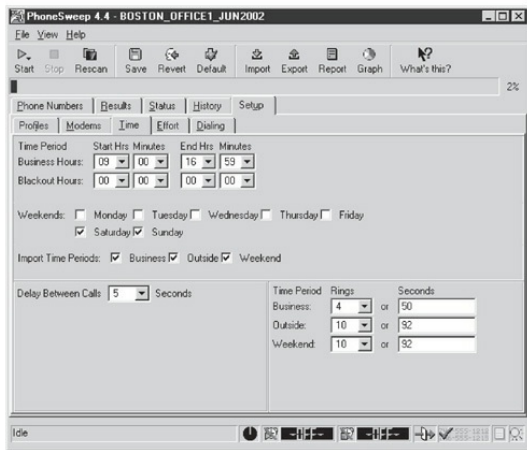 PhoneSweep 4.4 - BOSTON_OFFICE1_JUN2002
File View Help
Start Stop Rescan Save Revert Default Import Export Report Graph What's this?
2%
Phone Numbers Results Status History Setup
Profiles Modems Time Effort Dialing
Time Period Start Hrs Minutes End Hrs Minutes
Business Hours: 09 00 16 59
Blackout Hours: 00 00 00 00
Weekends: Monday Tuesday Wednesday Thursday Friday
Saturday Sunday
Import Time Periods: Business Outside Weekend
Delay Between Calls 5 Seconds
Time Period Rings Seconds
Business: 4 or 50
Outside: 10 or 92
Weekend: 10 or 92
Idle